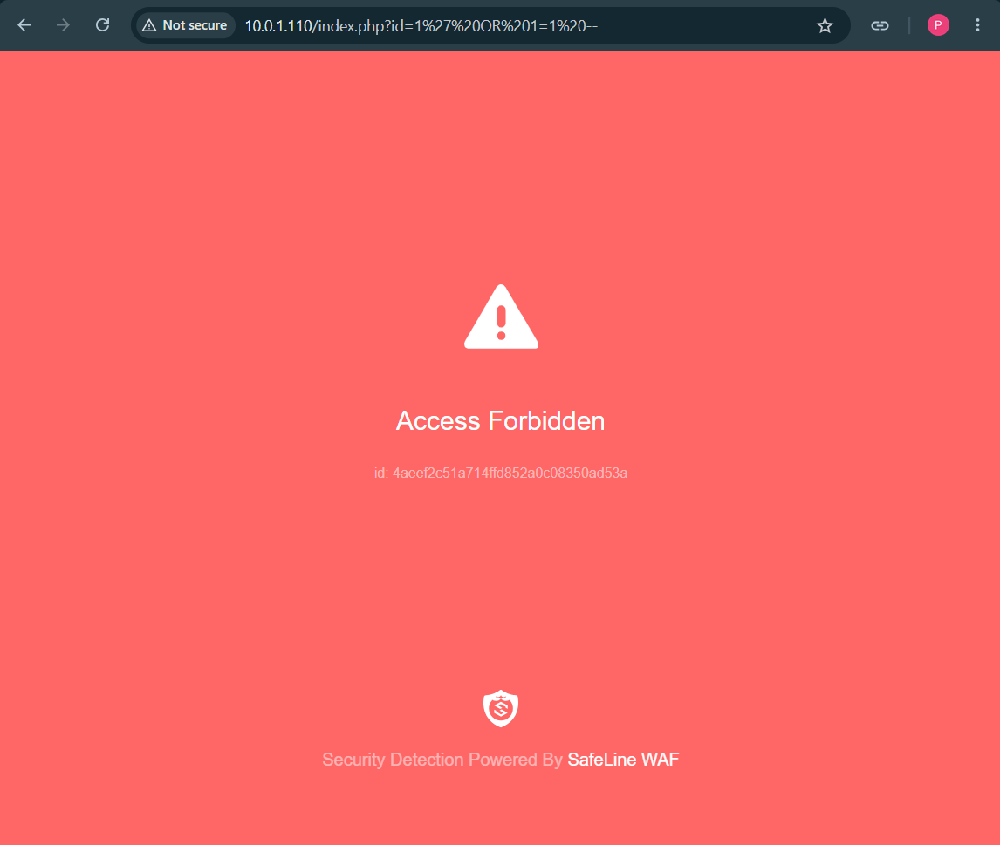 Not secure 10.0.1.110/index.php?id=1%27%20OR%201=1%20-- P
Access Forbidden
id: 4aeef2c51a714ffd852a0c08350ad53a
Security Detection Powered By SafeLine WAF